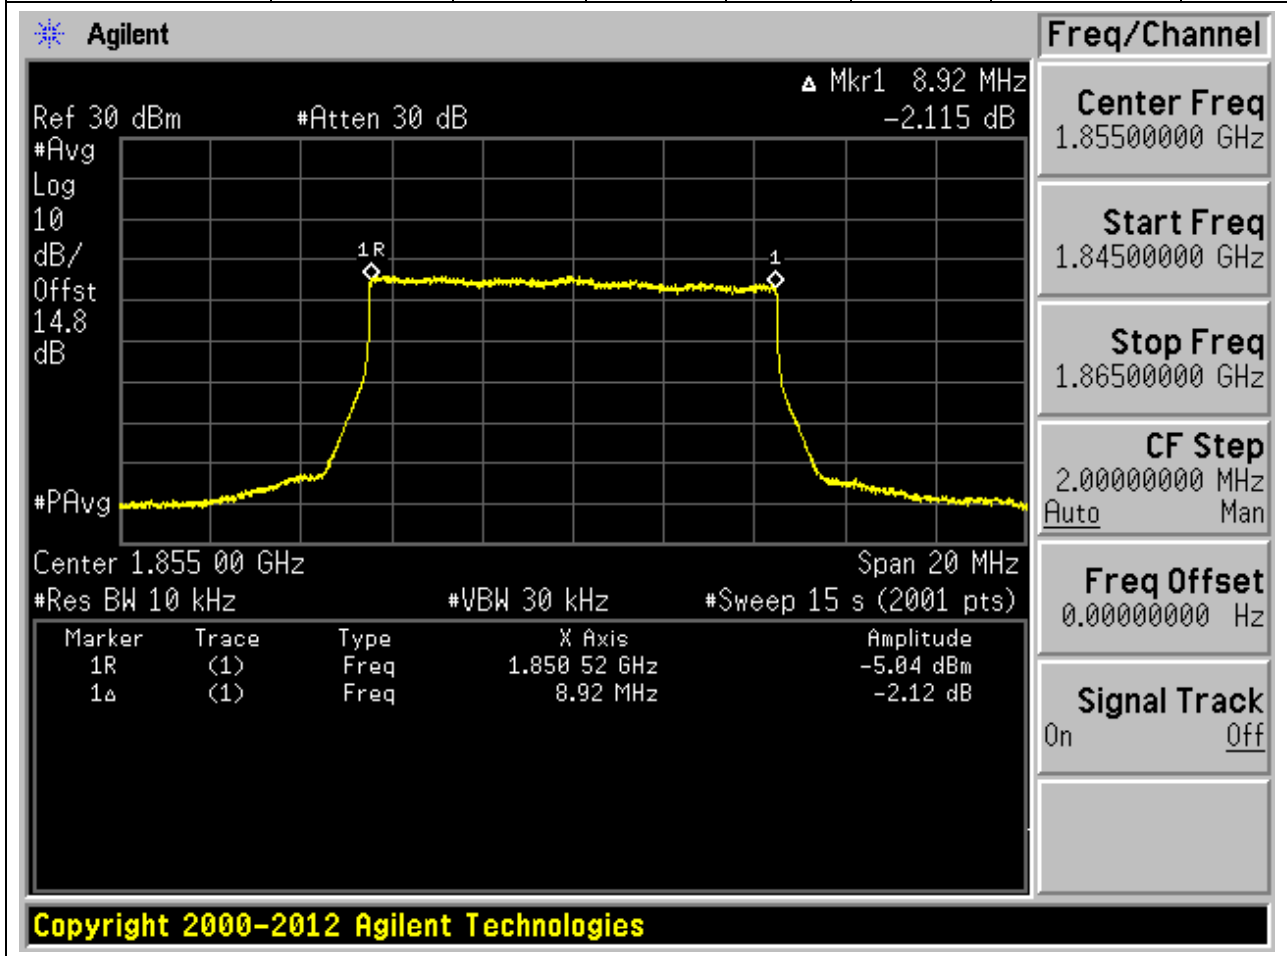 Agilent
Freq/Channel
▵ Mkr1 8.92 MHz
Ref 30 dBm #Atten 30 dB -2.115 dB
#Avg
Log
10
dB/
Offst
14.8
dB
1R
1
#PAvg
Center 1.855 00 GHz Span 20 MHz
#Res BW 10 kHz #VBW 30 kHz #Sweep 15 s (2001 pts)
Marker Trace Type X Axis Amplitude
1R (1) Freq 1.850 52 GHz -5.04 dBm
1▵ (1) Freq 8.92 MHz -2.12 dB
Center Freq
1.85500000 GHz
Start Freq
1.84500000 GHz
Stop Freq
1.86500000 GHz
CF Step
2.00000000 MHz
Auto Man
Freq Offset
0.00000000 Hz
Signal Track
On Off
Copyright 2000-2012 Agilent Technologies